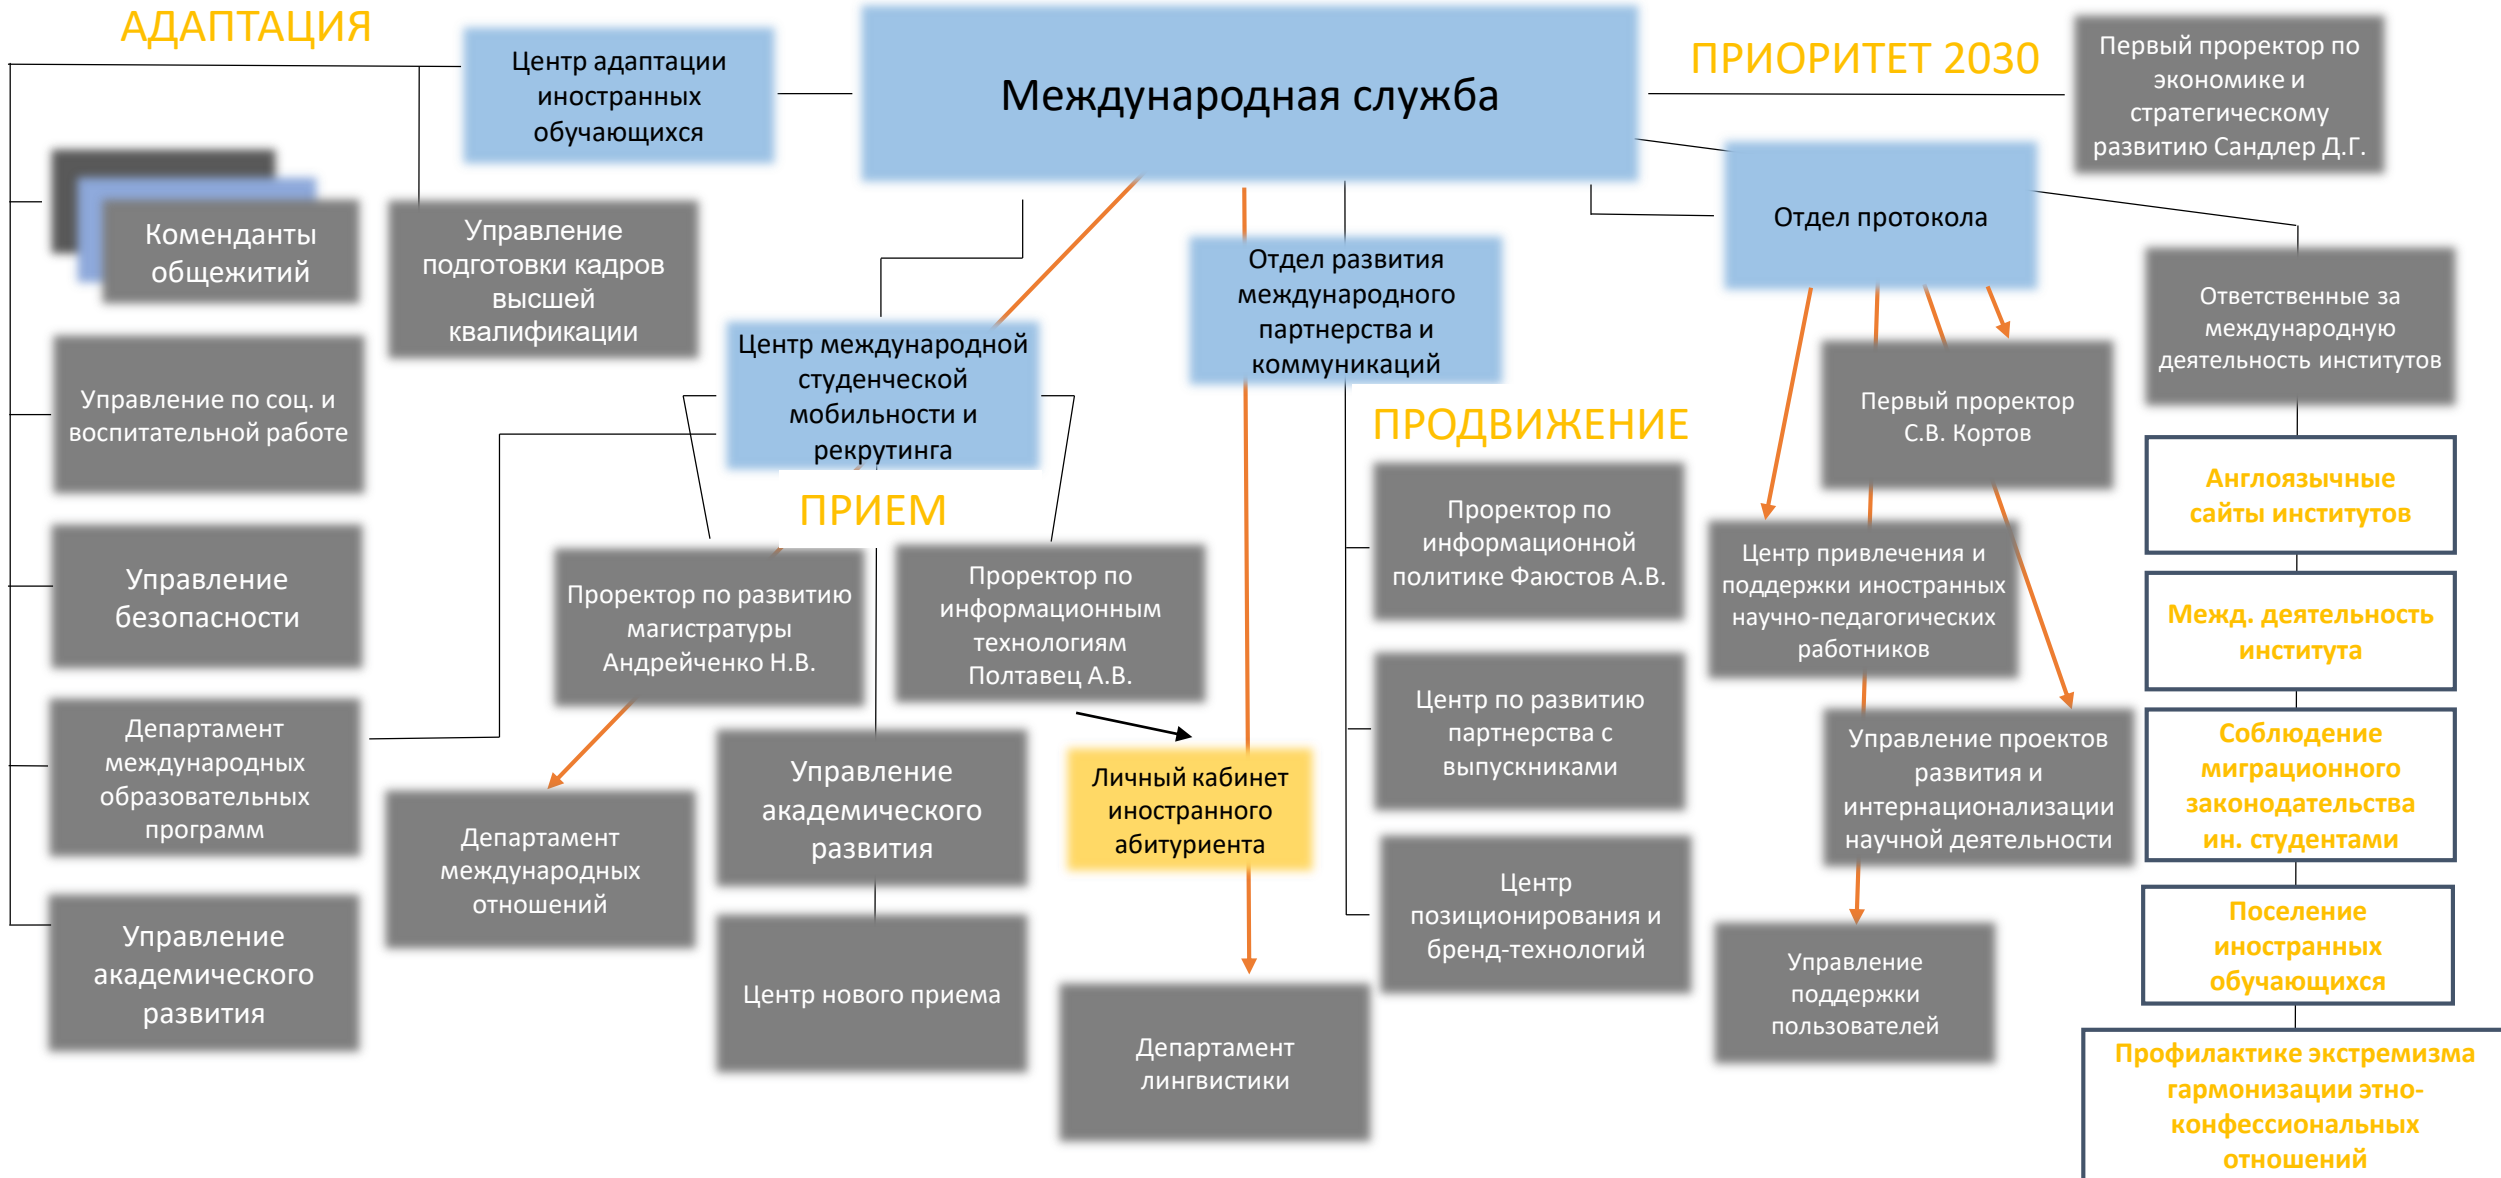 АДАПТАЦИЯ
Центр адаптации
иностранных
обучающихся
Международная служба
ПРИОРИТЕТ 2030
Первый проректор по
экономике и
стратегическому
развитию Сандлер Д.Г.
Коменданты
общежитий
Управление
подготовки кадров
высшей
квалификации
Отдел протокола
Отдел развития
международного
партнерства и
коммуникаций
Ответственные за
международную
деятельность институтов
Центр международной
студенческой
мобильности и
рекрутинга
Управление по соц. и
воспитательной работе
Первый проректор
С.В. Кортов
ПРОДВИЖЕНИЕ
ПРИЕМ
Англоязычные
сайты институтов
Проректор по
информационной
политике Фаюстов А.В.
Центр привлечения и
поддержки иностранных
научно-педагогических
работников
Управление
безопасности
Проректор по развитию
магистратуры
Андрейченко Н.В.
Проректор по
информационным
технологиям
Полтавец А.В.
Межд. деятельность
института
Департамент
международных
образовательных
программ
Центр по развитию
партнерства с
выпускниками
Управление проектов
развития и
интернационализации
научной деятельности
Соблюдение
миграционного
законодательства
ин. студентами
Департамент
международных
отношений
Управление
академического
развития
Личный кабинет
иностранного
абитуриента
Центр
позиционирования и
бренд-технологий
Поселение
иностранных
обучающихся
Управление
академического
развития
Центр нового приема
Управление
поддержки
пользователей
Департамент
лингвистики
Профилактике экстремизма
гармонизации этно-
конфессиональных
отношений